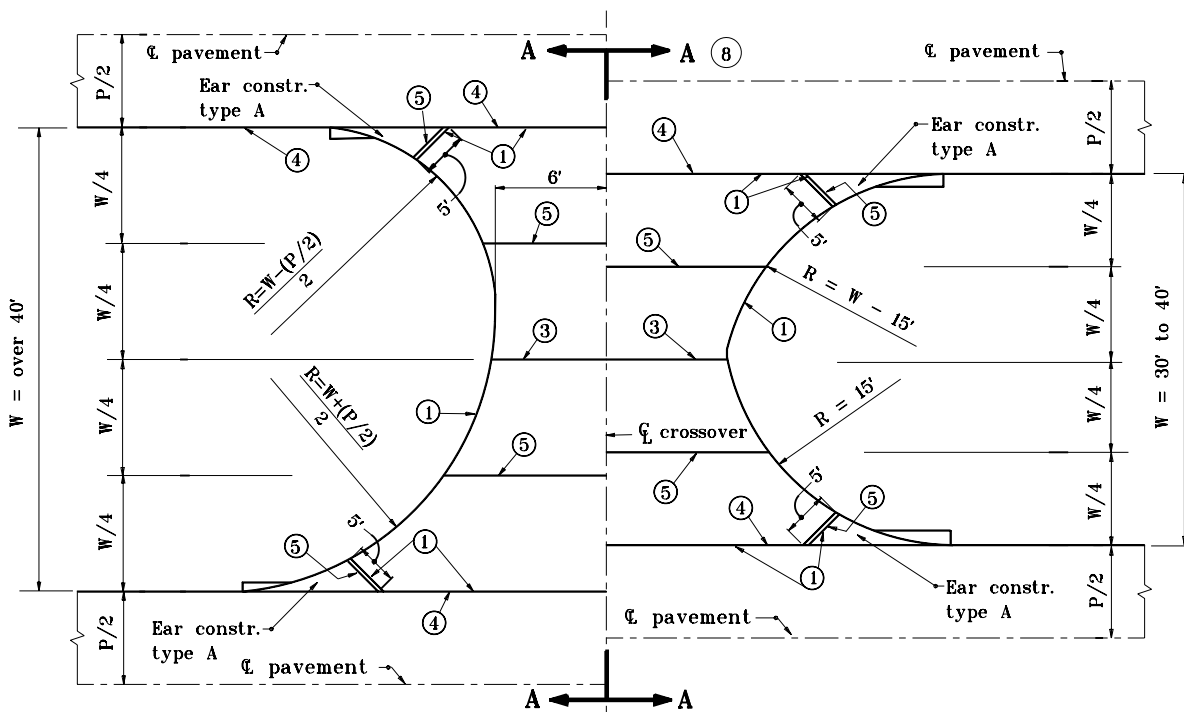 A A ⑧
℄ pavement
℄ pavement
P/2
Ear constr.
type A
⑤
④
①
④
6'
5'
W/4
⑤
R=W−(P/2)
2
W/4
③
W = over 40'
R=W+(P/2)
2
①
W/4
⑤
W/4
5'
⑤
①
④
P/2
Ear constr.
type A
℄ pavement
④
Ear constr.
type A
P/2
①
⑤
5'
W/4
⑤
R = W − 15'
①
W/4
③
W = 30' to 40'
R = 15'
W/4
℄ crossover
⑤
5'
⑤
W/4
④
①
Ear constr.
type A
P/2
℄ pavement
A A